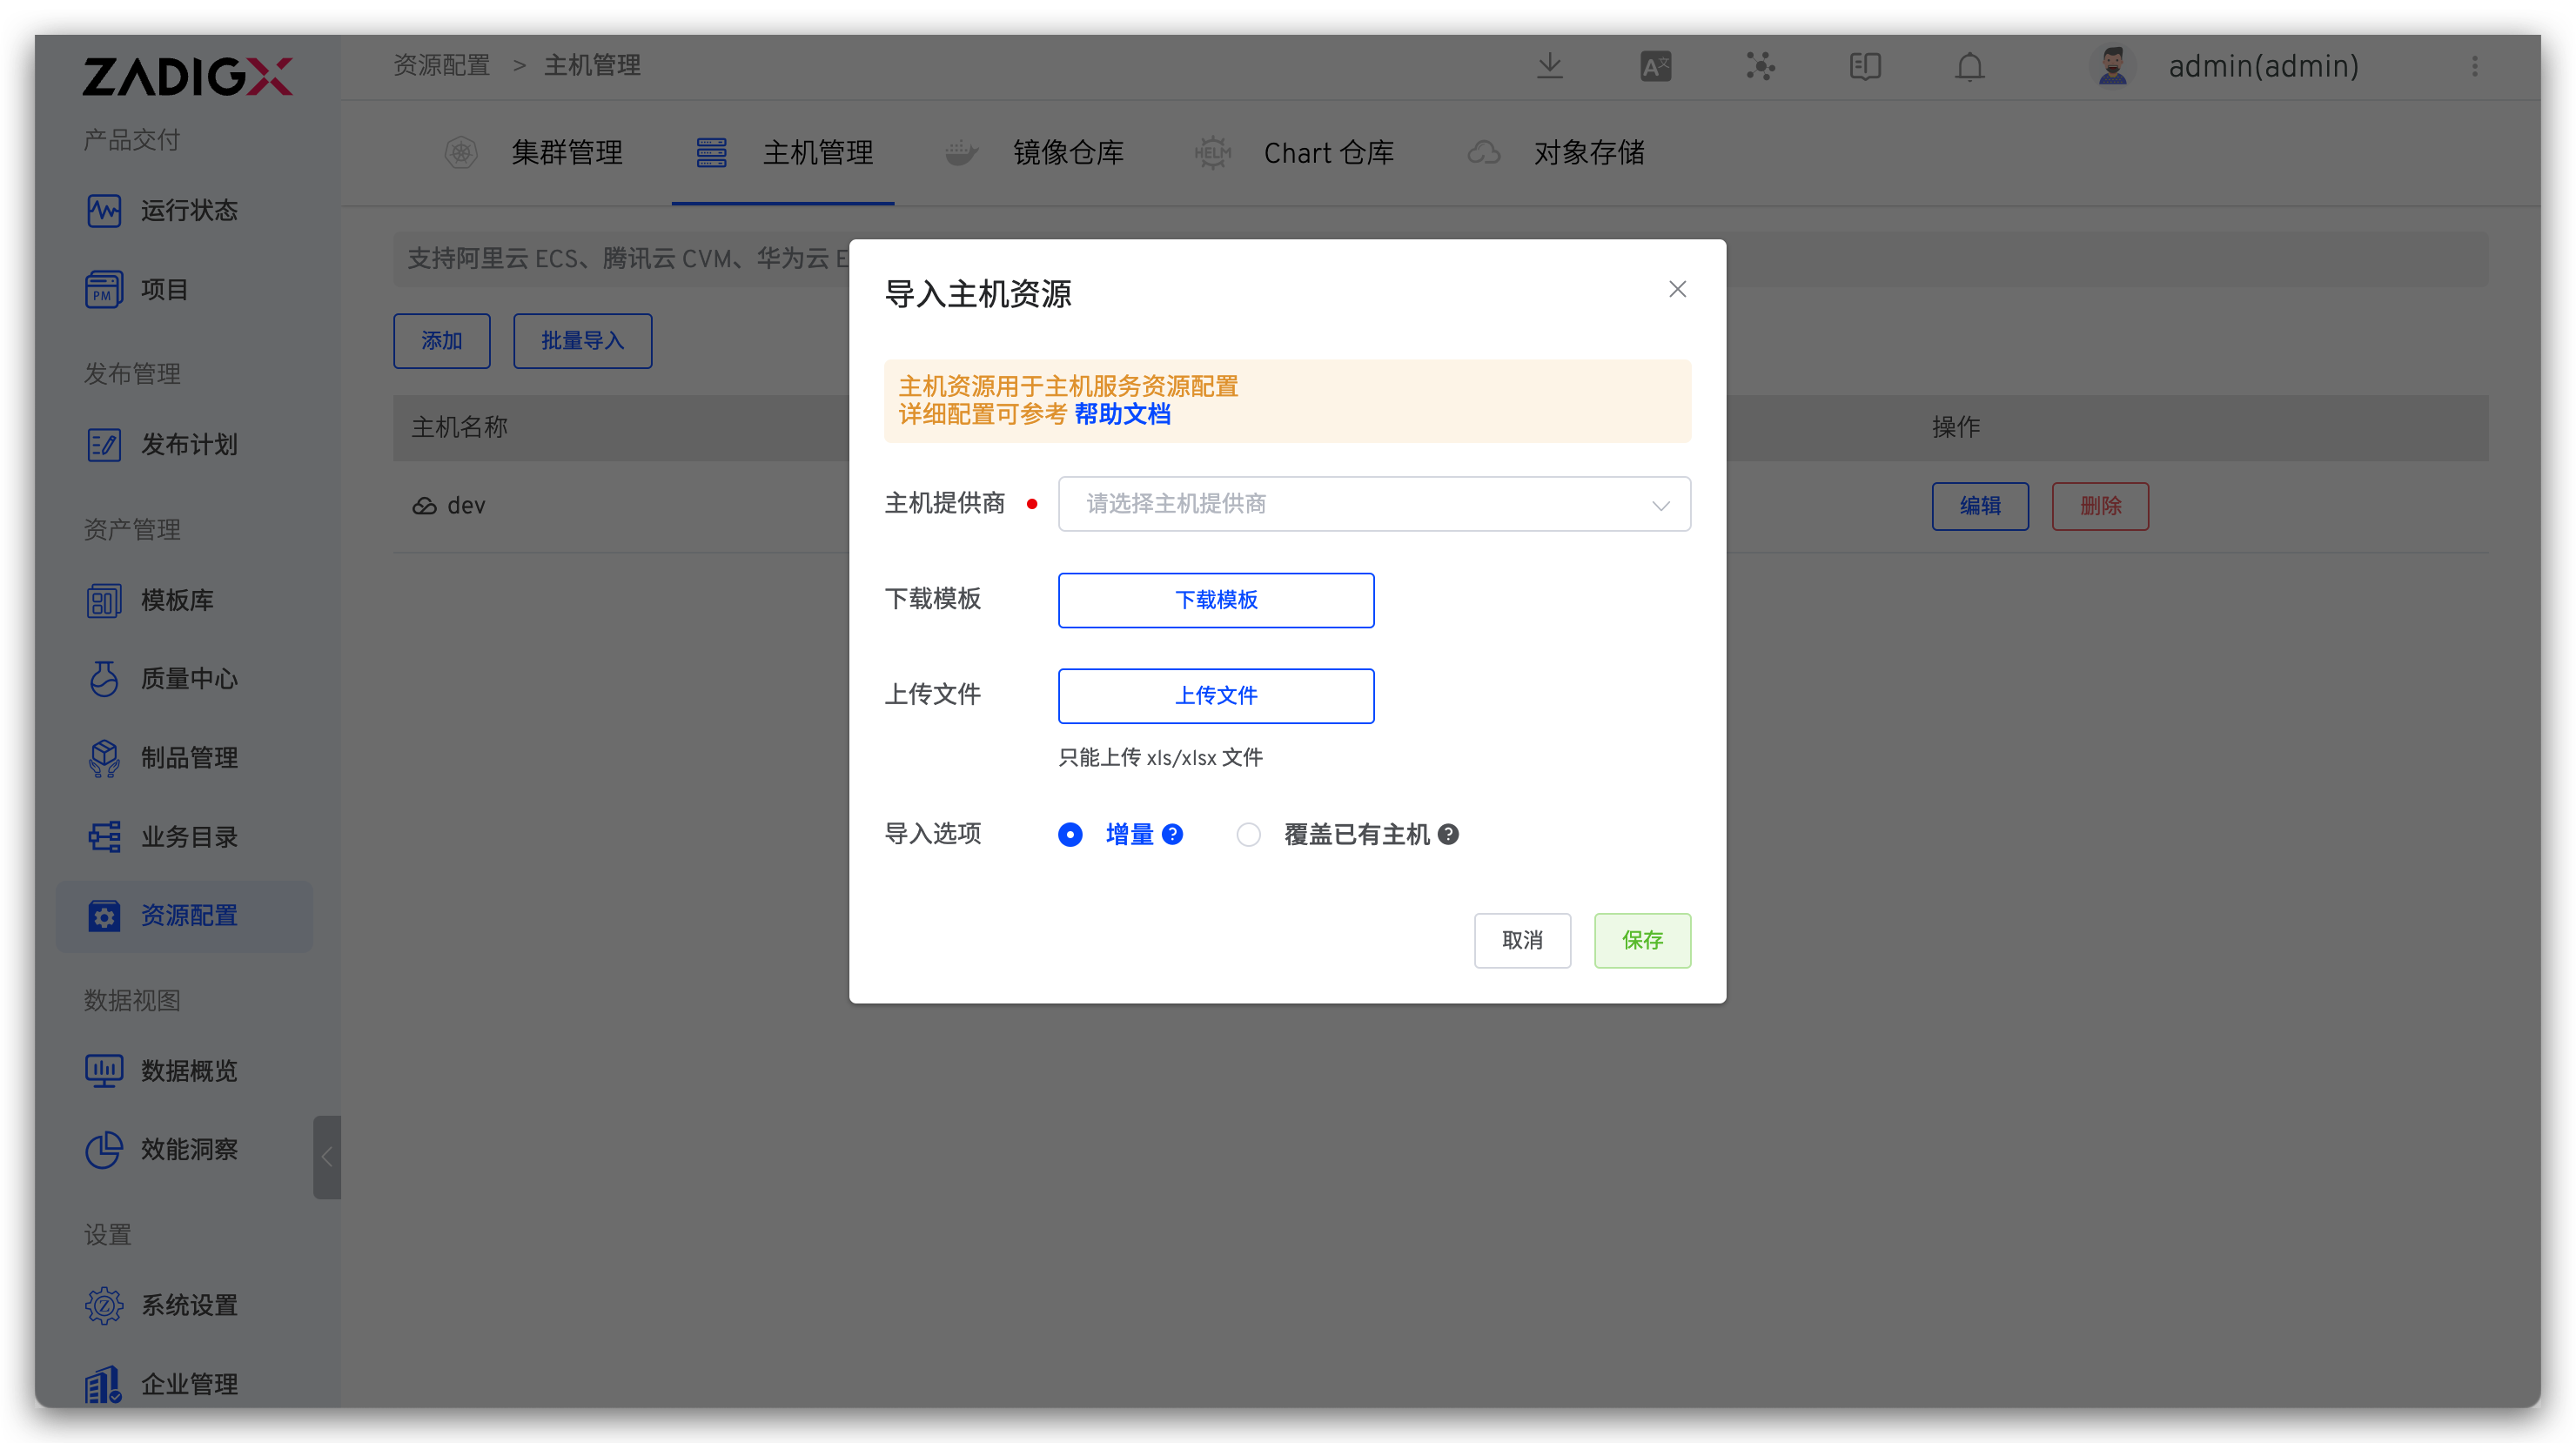 ZADIGX
资源配置 > 主机管理
admin(admin)
产品交付
运行状态
PM
项目
发布管理
发布计划
资产管理
模板库
质量中心
制品管理
业务目录
资源配置
数据视图
数据概览
效能洞察
设置
系统设置
企业管理
集群管理
主机管理
镜像仓库
HELM
Chart 仓库
对象存储
支持阿里云 ECS、腾讯云 CVM、华为云 E
添加
批量导入
主机名称
操作
dev
编辑
删除
导入主机资源
主机资源用于主机服务资源配置
详细配置可参考 帮助文档
主机提供商
请选择主机提供商
下载模板
下载模板
上传文件
上传文件
只能上传 xls/xlsx 文件
导入选项
增量
覆盖已有主机
取消
保存